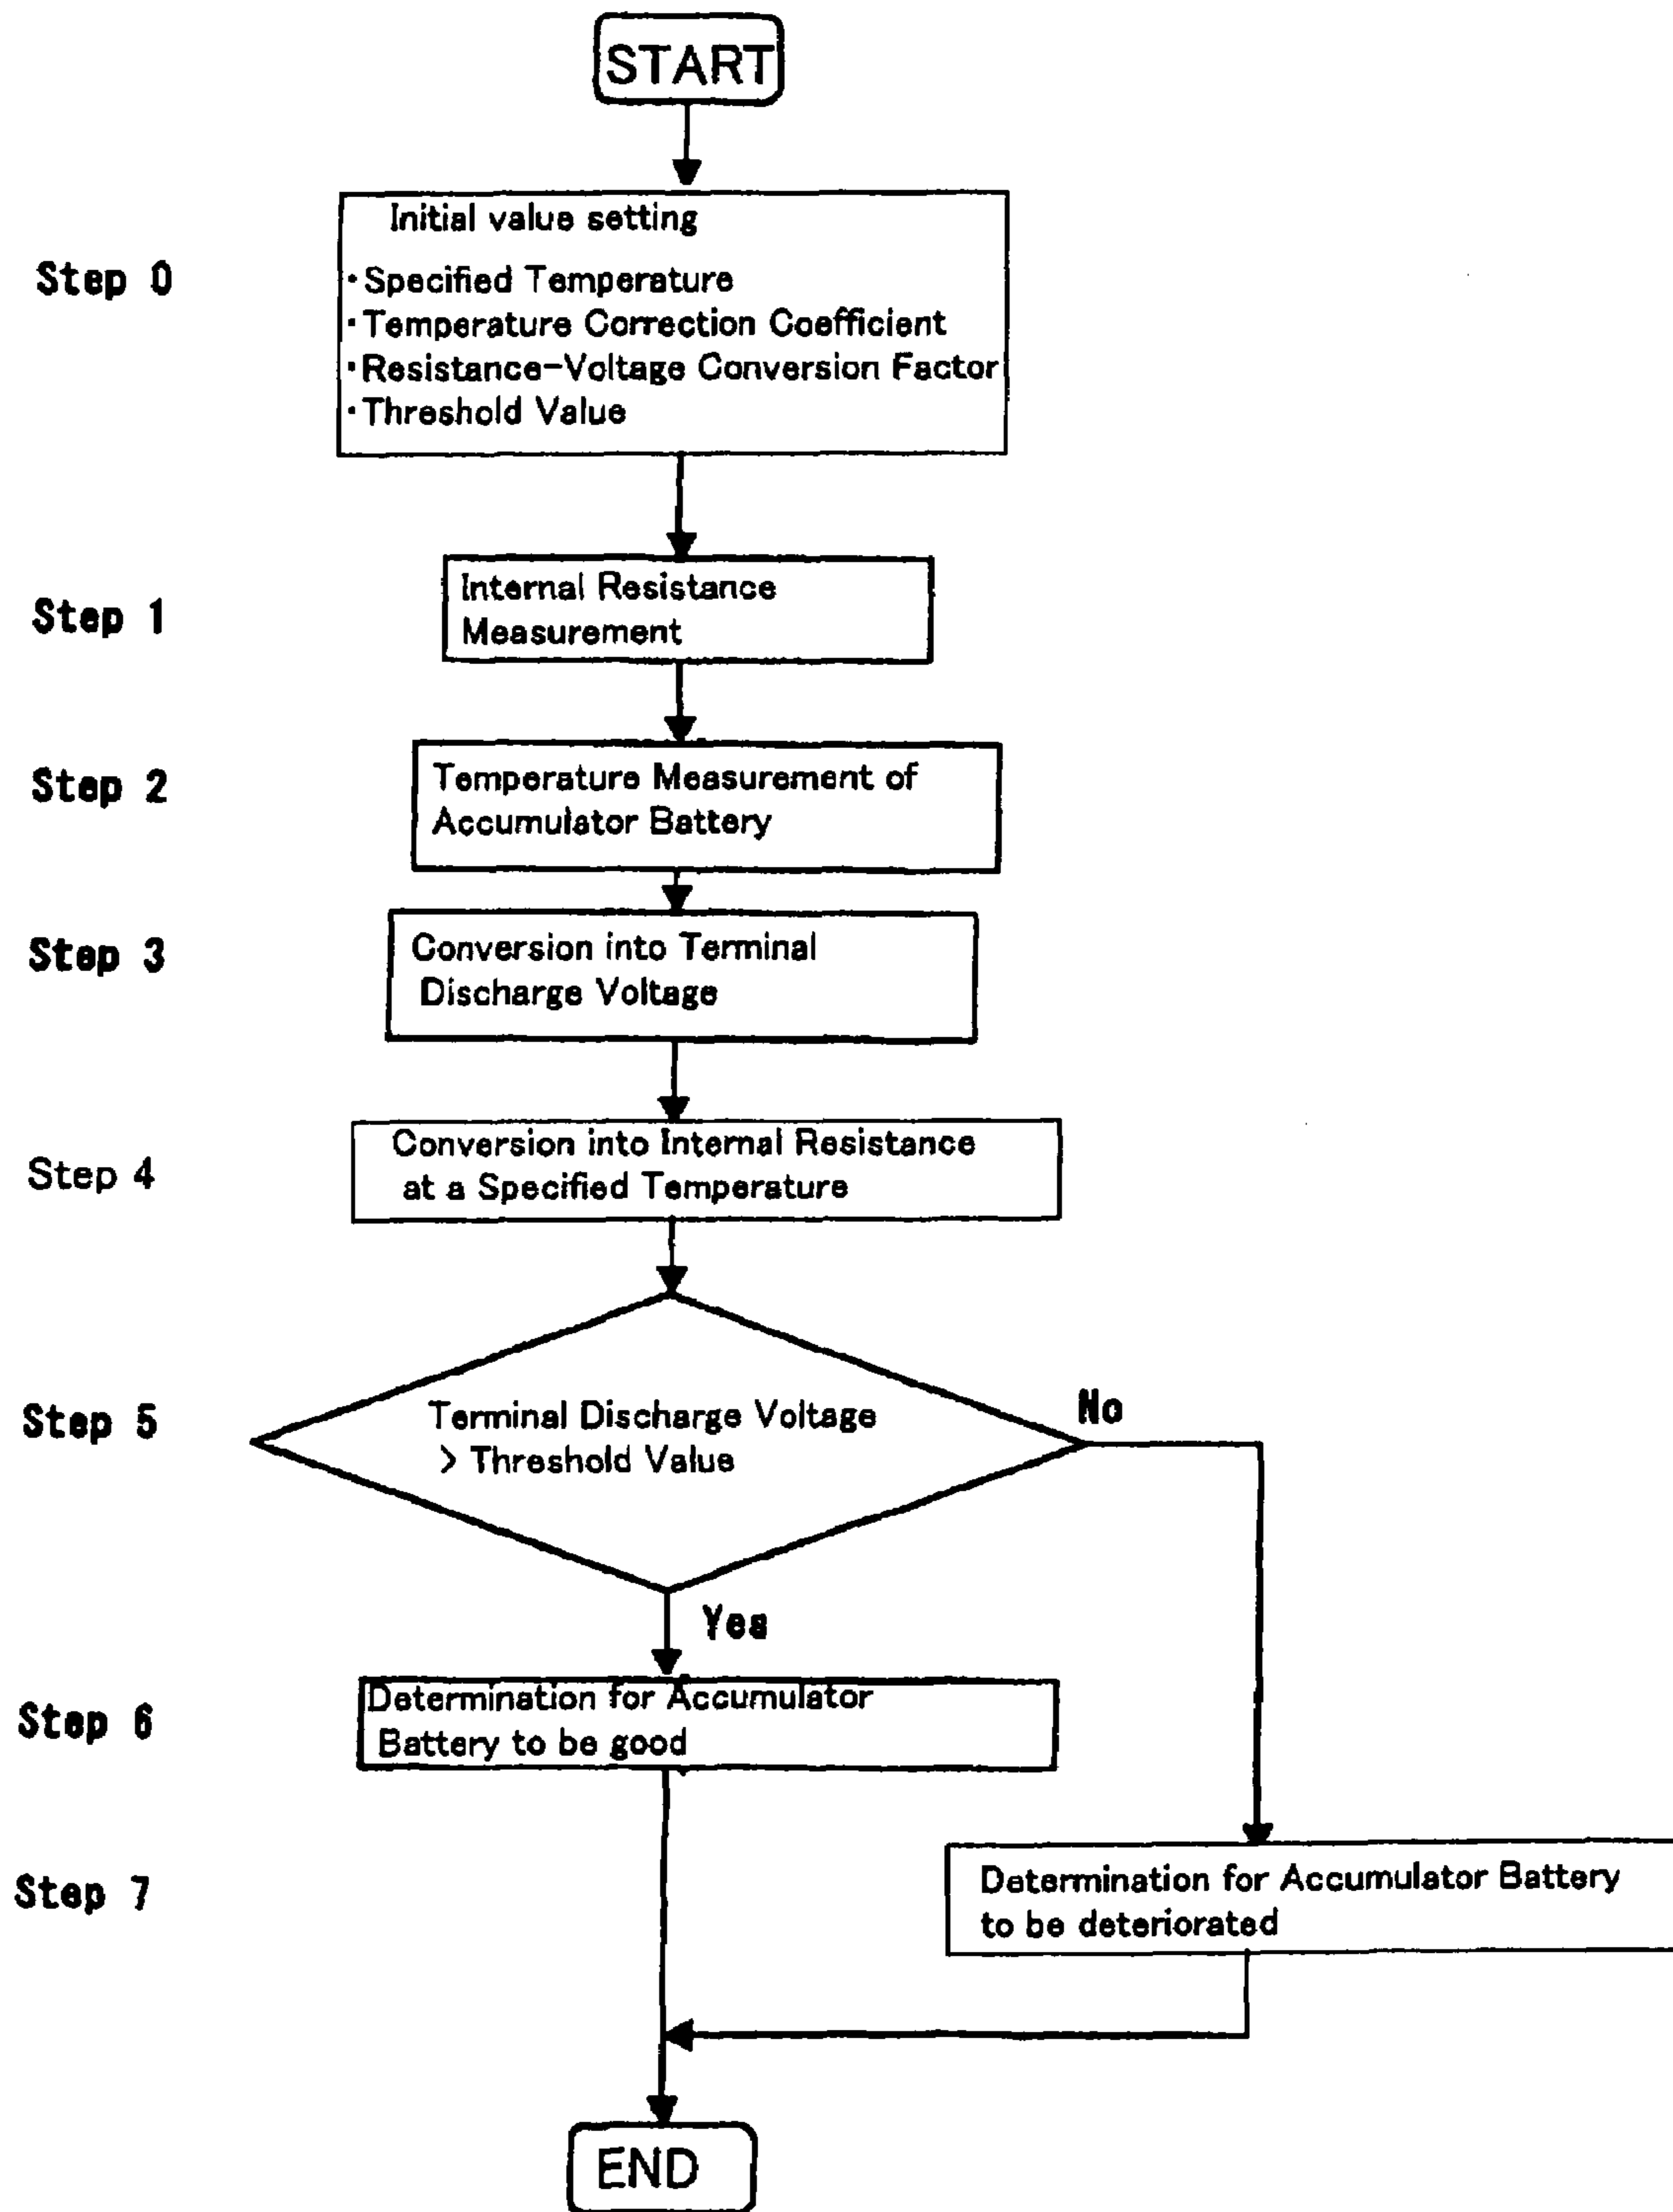 START
Step 0
Initial value setting
・Specified Temperature
・Temperature Correction Coefficient
・Resistance-Voltage Conversion Factor
・Threshold Value
Step 1
Internal Resistance
Measurement
Step 2
Temperature Measurement of
Accumulator Battery
Step 3
Conversion into Terminal
Discharge Voltage
Step 4
Conversion into Internal Resistance
at a Specified Temperature
Step 5
Terminal Discharge Voltage
> Threshold Value
No
Yes
Step 6
Determination for Accumulator
Battery to be good
Step 7
Determination for Accumulator Battery
to be deteriorated
END